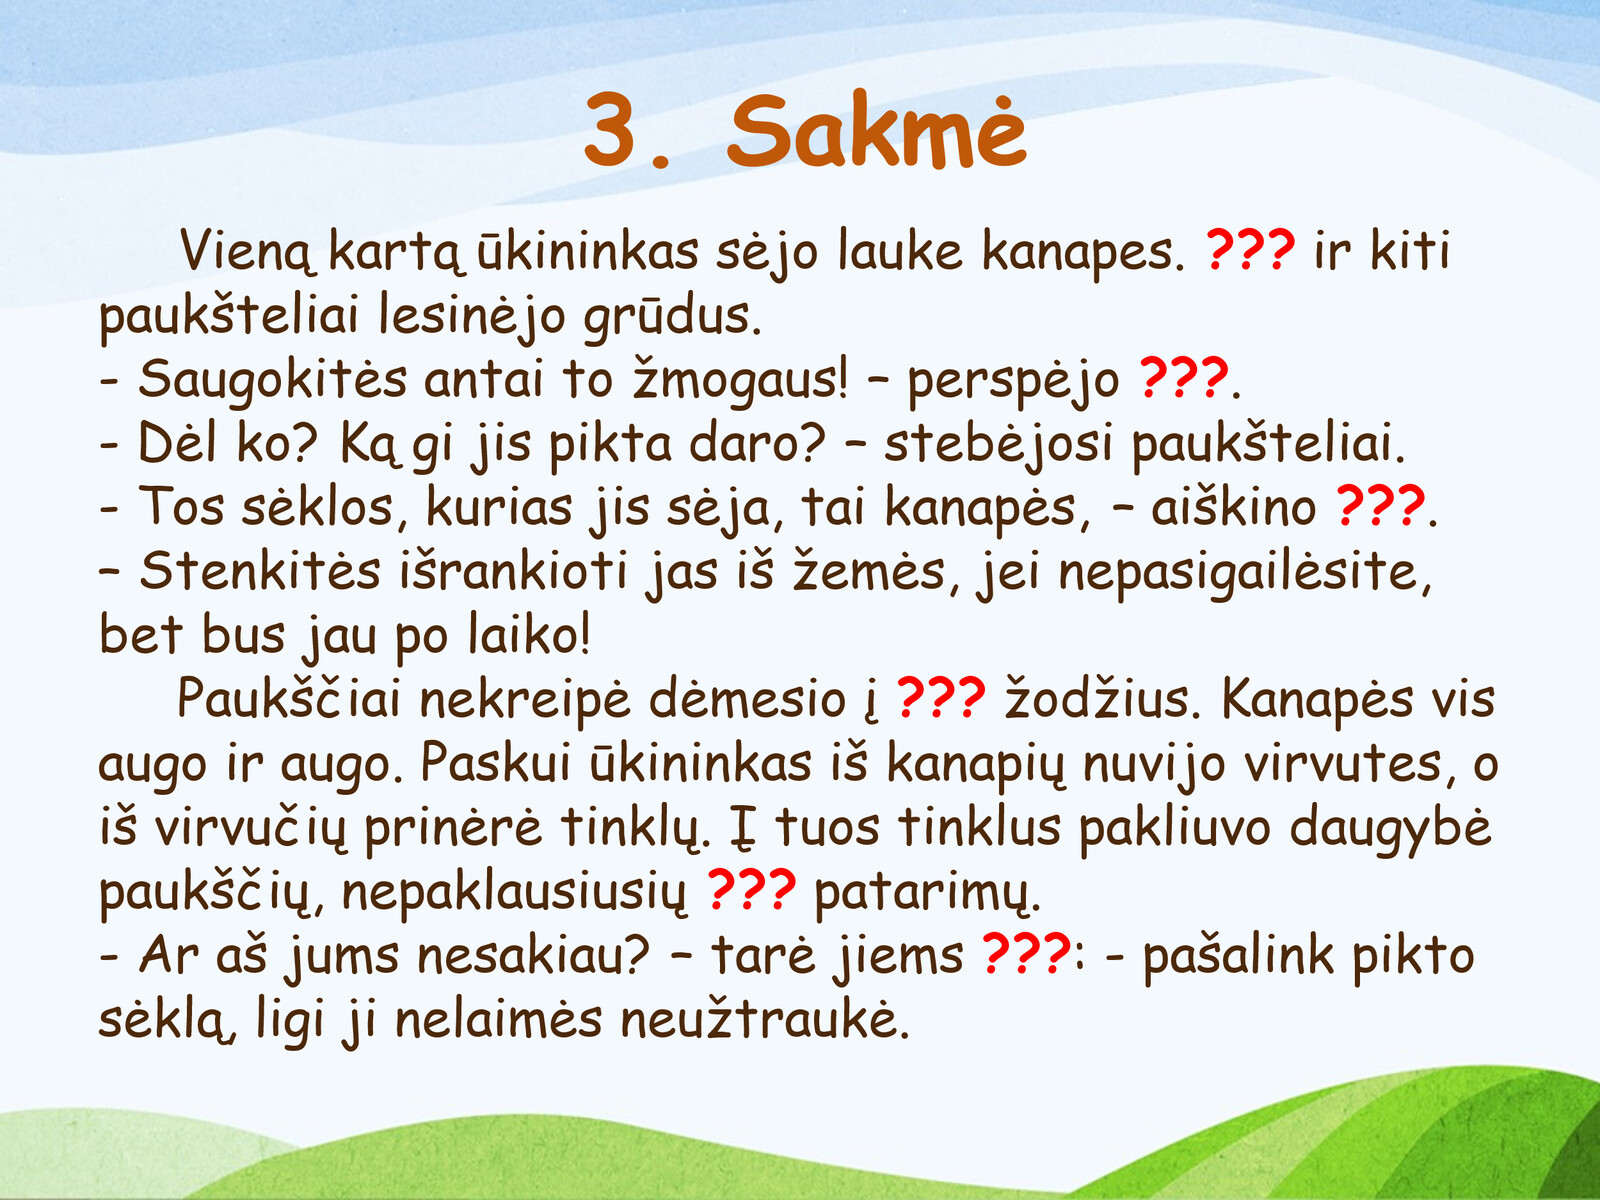 3. Sakmė
Vieną kartą ūkininkas sėjo lauke kanapes. ??? ir kiti
paukšteliai lesinėjo grūdus.
- Saugokitės antai to žmogaus! – perspėjo ???.
- Dėl ko? Ką gi jis pikta daro? – stebėjosi paukšteliai.
- Tos sėklos, kurias jis sėja, tai kanapės, – aiškino ???.
– Stenkitės išrankioti jas iš žemės, jei nepasigailėsite,
bet bus jau po laiko!
Paukščiai nekreipė dėmesio į ??? žodžius. Kanapės vis
augo ir augo. Paskui ūkininkas iš kanapių nuvijo virvutes, o
iš virvučių prinėrė tinklų. Į tuos tinklus pakliuvo daugybė
paukščių, nepaklausiusių ??? patarimų.
- Ar aš jums nesakiau? – tarė jiems ???: - pašalink pikto
sėklą, ligi ji nelaimės neužtraukė.